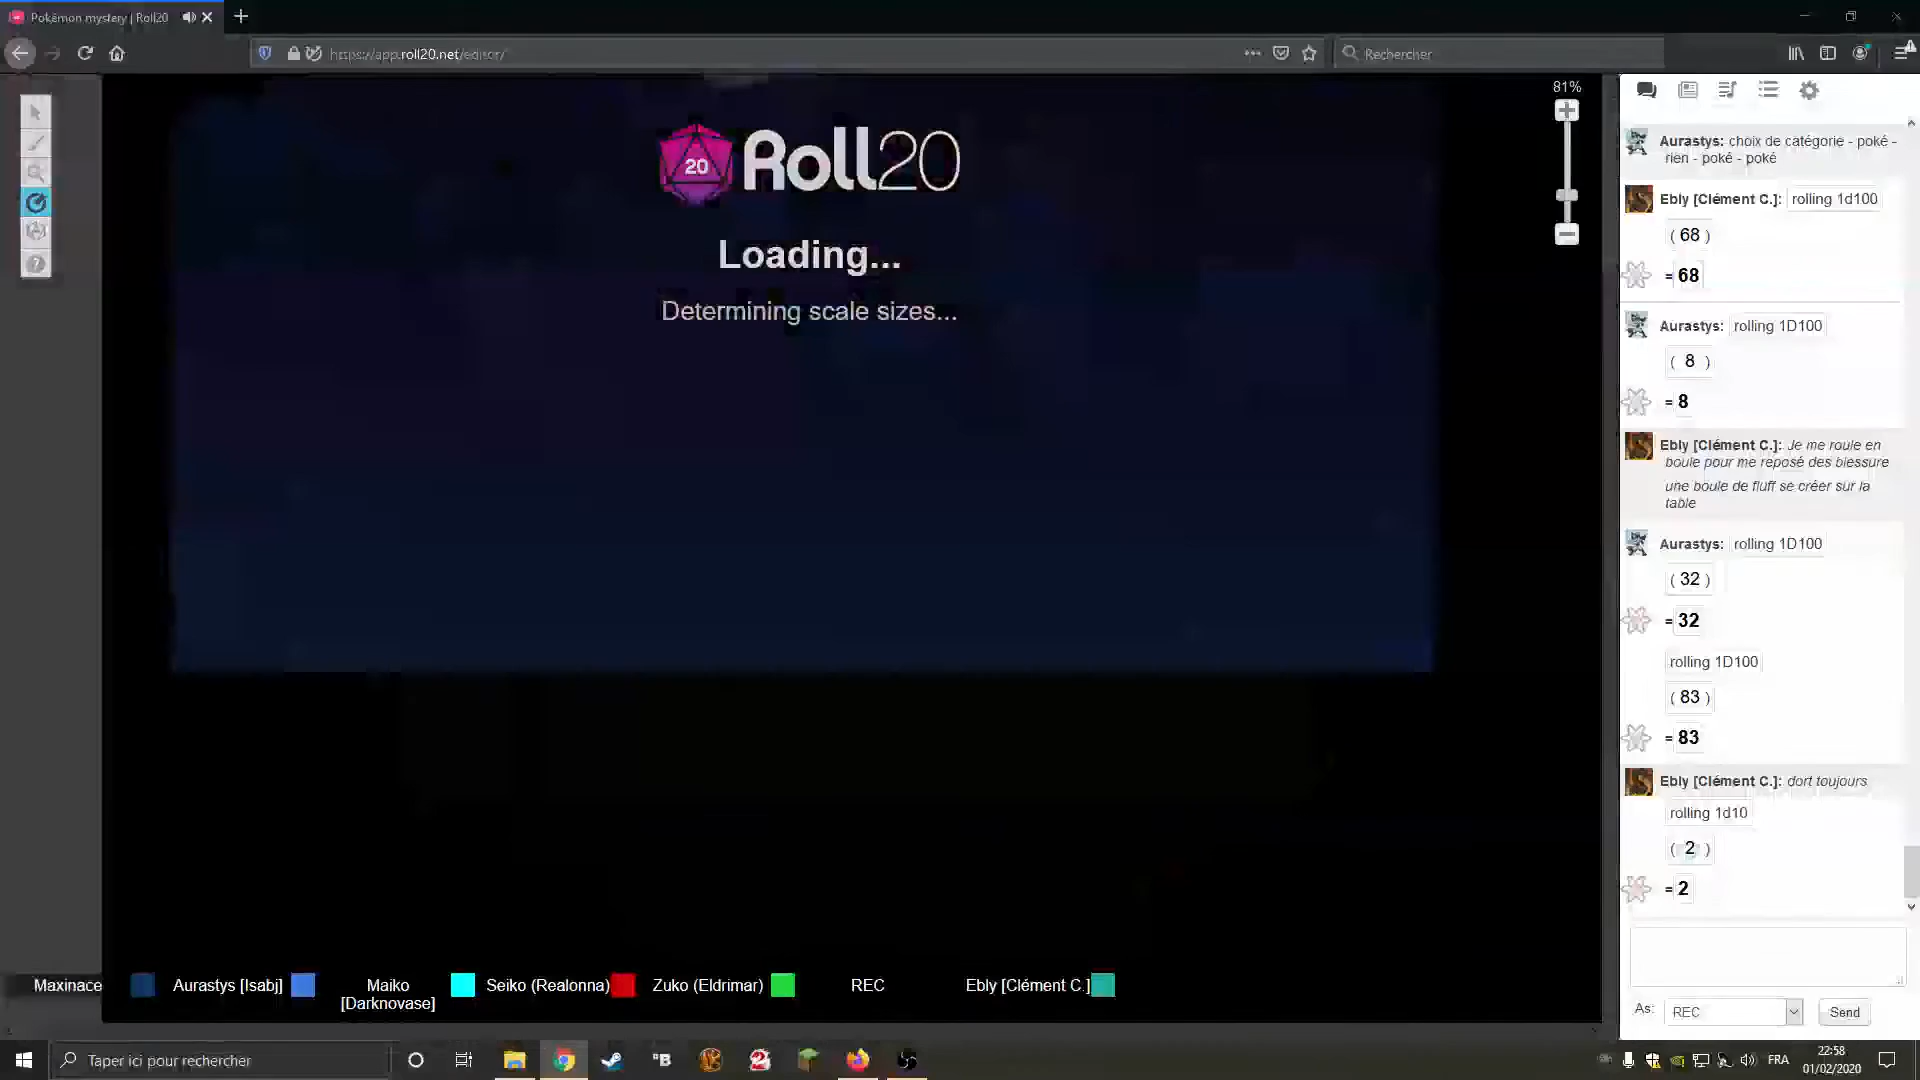 Pokémon mystery | Roll20
https://app.roll20.net/editor/
Rechercher
81%
20 Roll20
Loading...
Determining scale sizes...
Aurastys: choix de catégorie - poké -
rien - poké - poké
Ebly [Clément C.]: rolling 1d100
( 68 )
= 68
Aurastys: rolling 1D100
( 8 )
= 8
Ebly [Clément C.]: Je me roule en
boule pour me reposé des blessure
une boule de fluff se créer sur la
table
Aurastys: rolling 1D100
( 32 )
= 32
rolling 1D100
( 83 )
= 83
Ebly [Clément C.]: dort toujours
rolling 1d10
( 2 )
= 2
As: REC Send
Maxinace Aurastys [Isabj] Maiko
[Darknovase] Seiko (Realonna) Zuko (Eldrimar) REC Ebly [Clément C.]
Taper ici pour rechercher
FRA
22:58
01/02/2020